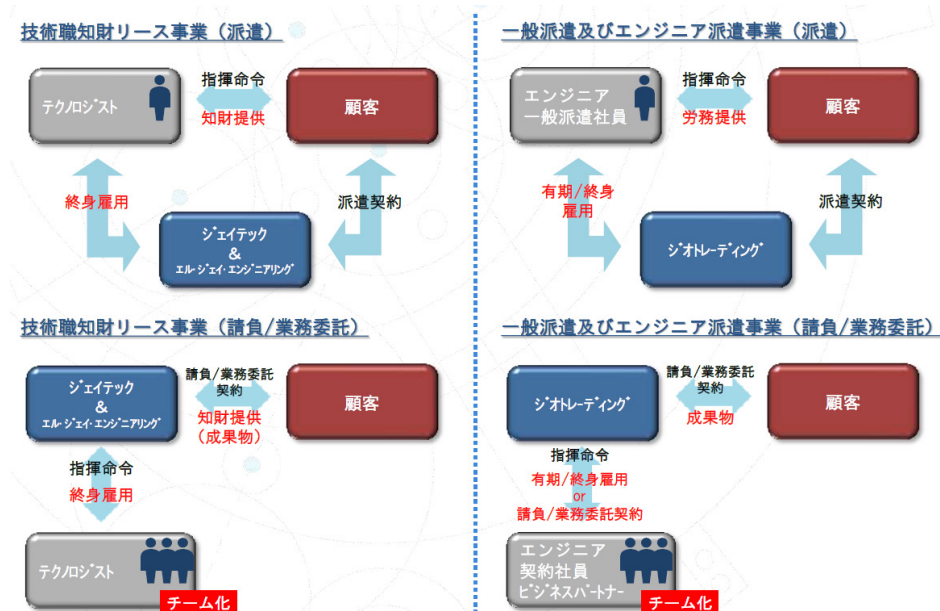 技術職知財リース事業（派遣）
テクノロジスト
指揮命令
知財提供
顧客
終身雇用
派遣契約
ジェイテック
&
エル・ジェイ・エンジニアリング
一般派遣及びエンジニア派遣事業（派遣）
エンジニア
一般派遣社員
指揮命令
労務提供
顧客
有期/終身
雇用
派遣契約
ジオトレーディング
技術職知財リース事業（請負/業務委託）
ジェイテック
&
エル・ジェイ・エンジニアリング
請負/業務委託
契約
知財提供
（成果物）
顧客
指揮命令
終身雇用
テクノロジスト
チーム化
一般派遣及びエンジニア派遣事業（請負/業務委託）
ジオトレーディング
請負/業務委託
契約
成果物
顧客
指揮命令
有期/終身雇用
or
請負/業務委託契約
エンジニア
契約社員
ビジネスパートナー
チーム化